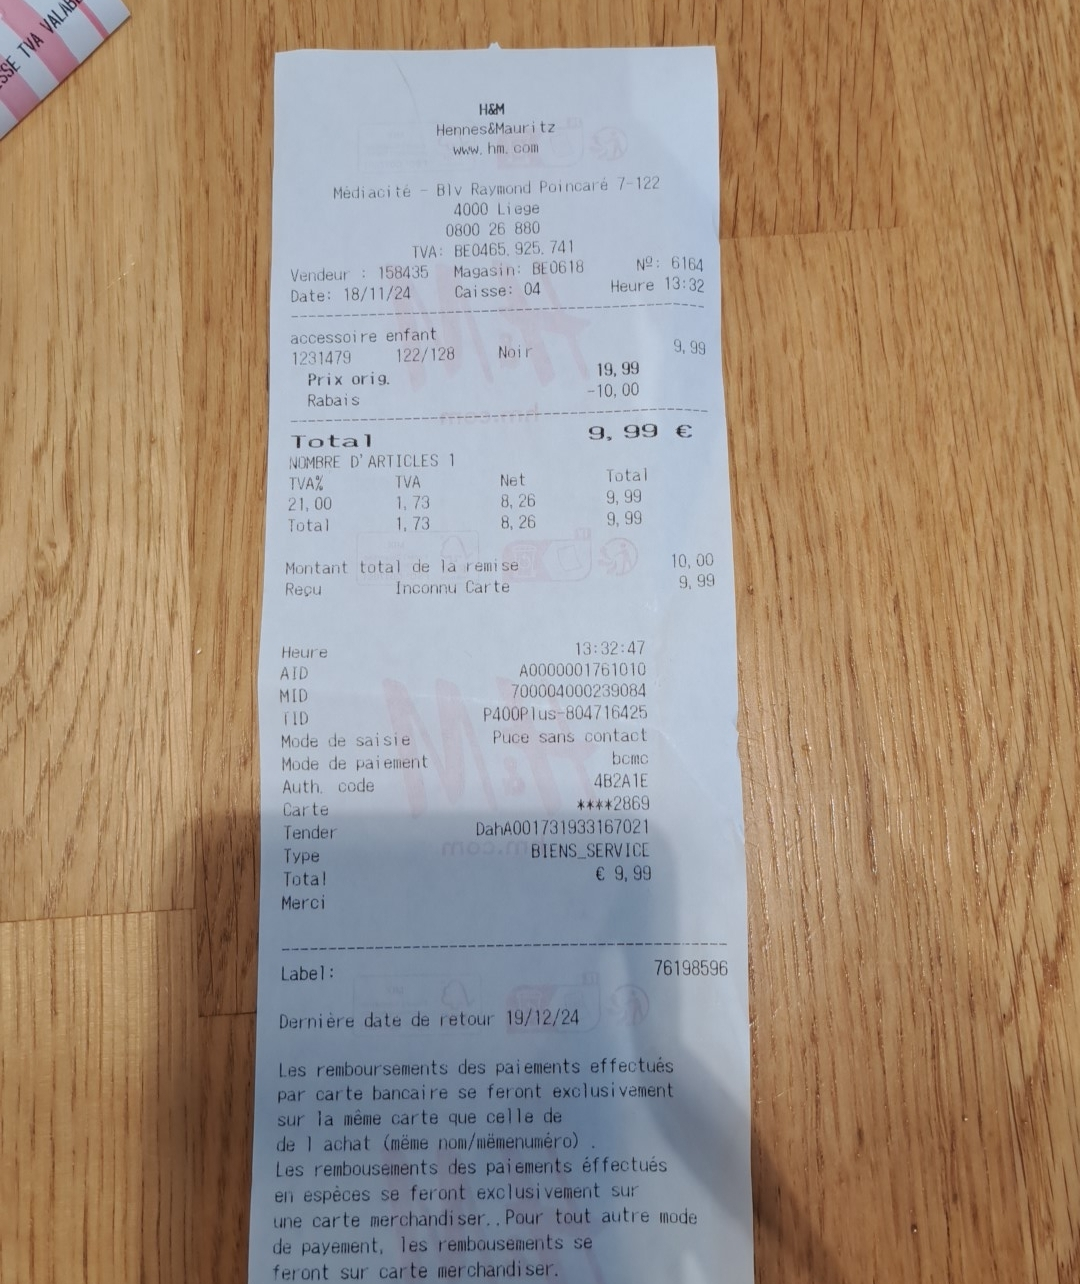 SSE TVA VALAB
H&M
Hennes&Mauritz
www.hm.com
Médiacité - Blv Raymond Poincaré 7-122
4000 Liege
0800 26 880
TVA: BE0465.925.741
Vendeur : 158435 Magasin: BE0618 Nº: 6164
Date: 18/11/24 Caisse: 04 Heure 13:32
accessoire enfant
1231479 122/128 Noir 9,99
Prix orig. 19,99
Rabais -10,00
Total 9,99 €
NOMBRE D'ARTICLES 1
TVA% TVA Net Total
21,00 1,73 8,26 9,99
Total 1,73 8,26 9,99
Montant total de la remise 10,00
Reçu Inconnu Carte 9,99
Heure 13:32:47
AID A0000001761010
MID 700004000239084
TID P400Plus-804716425
Mode de saisie Puce sans contact
Mode de paiement bcmc
Auth. code 4B2A1E
Carte ****2869
Tender DahA001731933167021
Type BIENS_SERVICE
Total € 9,99
Merci
Label: 76198596
Dernière date de retour 19/12/24
Les remboursements des paiements effectués
par carte bancaire se feront exclusivement
sur la même carte que celle de
de l achat (mëme nom/mëmenuméro) .
Les rembousements des paiements éffectués
en espèces se feront exclusivement sur
une carte merchandiser..Pour tout autre mode
de payement, les rembousements se
feront sur carte merchandiser.